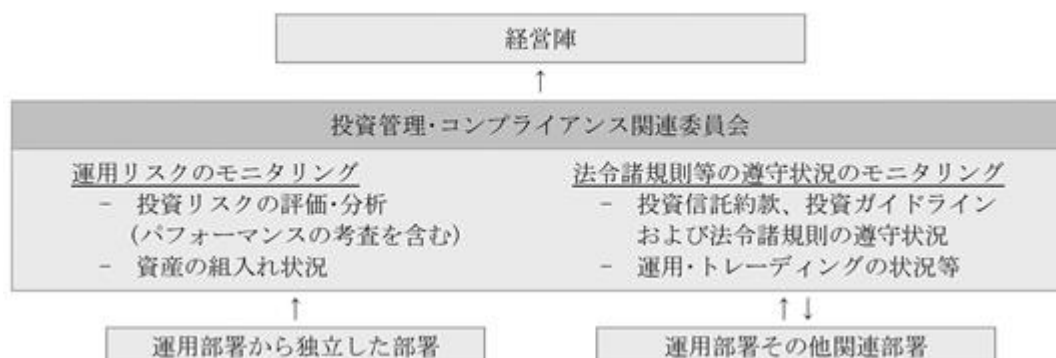 経営陣
↑
投資管理・コンプライアンス関連委員会
運用リスクのモニタリング
− 投資リスクの評価・分析
(パフォーマンスの考査を含む)
− 資産の組入れ状況
法令諸規則等の遵守状況のモニタリング
− 投資信託約款、投資ガイドライン
および法令諸規則の遵守状況
− 運用・トレーディングの状況等
↑
↑↓
運用部署から独立した部署
運用部署その他関連部署